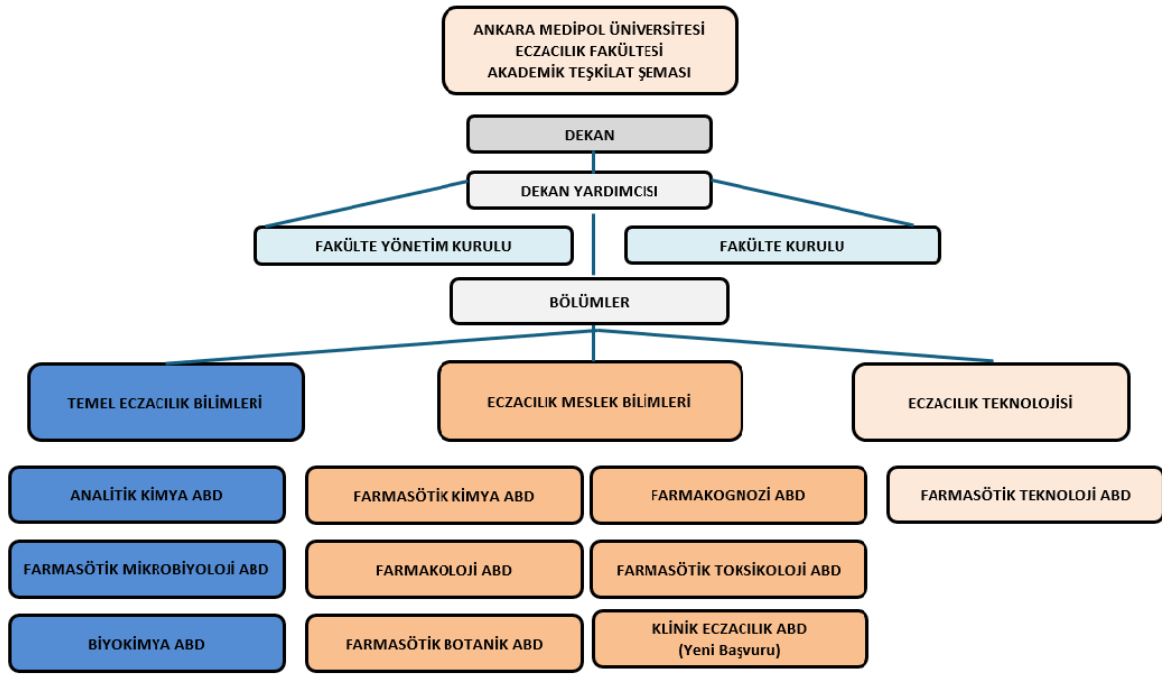 ANKARA MEDİPOL ÜNİVERSİTESİ
ECZACILIK FAKÜLTESİ
AKADEMİK TEŞKİLAT ŞEMASI
DEKAN
DEKAN YARDIMCISI
FAKÜLTE YÖNETİM KURULU
FAKÜLTE KURULU
BÖLÜMLER
TEMEL ECZACILIK BİLİMLERİ
ECZACILIK MESLEK BİLİMLERİ
ECZACILIK TEKNOLOJİSİ
ANALİTİK KİMYA ABD
FARMASÖTİK KİMYA ABD
FARMAKOGNOZİ ABD
FARMASÖTİK TEKNOLOJİ ABD
FARMASÖTİK MİKROBİYOLOJİ ABD
FARMAKOLOJİ ABD
FARMASÖTİK TOKSİKOLOJİ ABD
BİYOKİMYA ABD
FARMASÖTİK BOTANİK ABD
KLİNİK ECZACILIK ABD
(Yeni Başvuru)